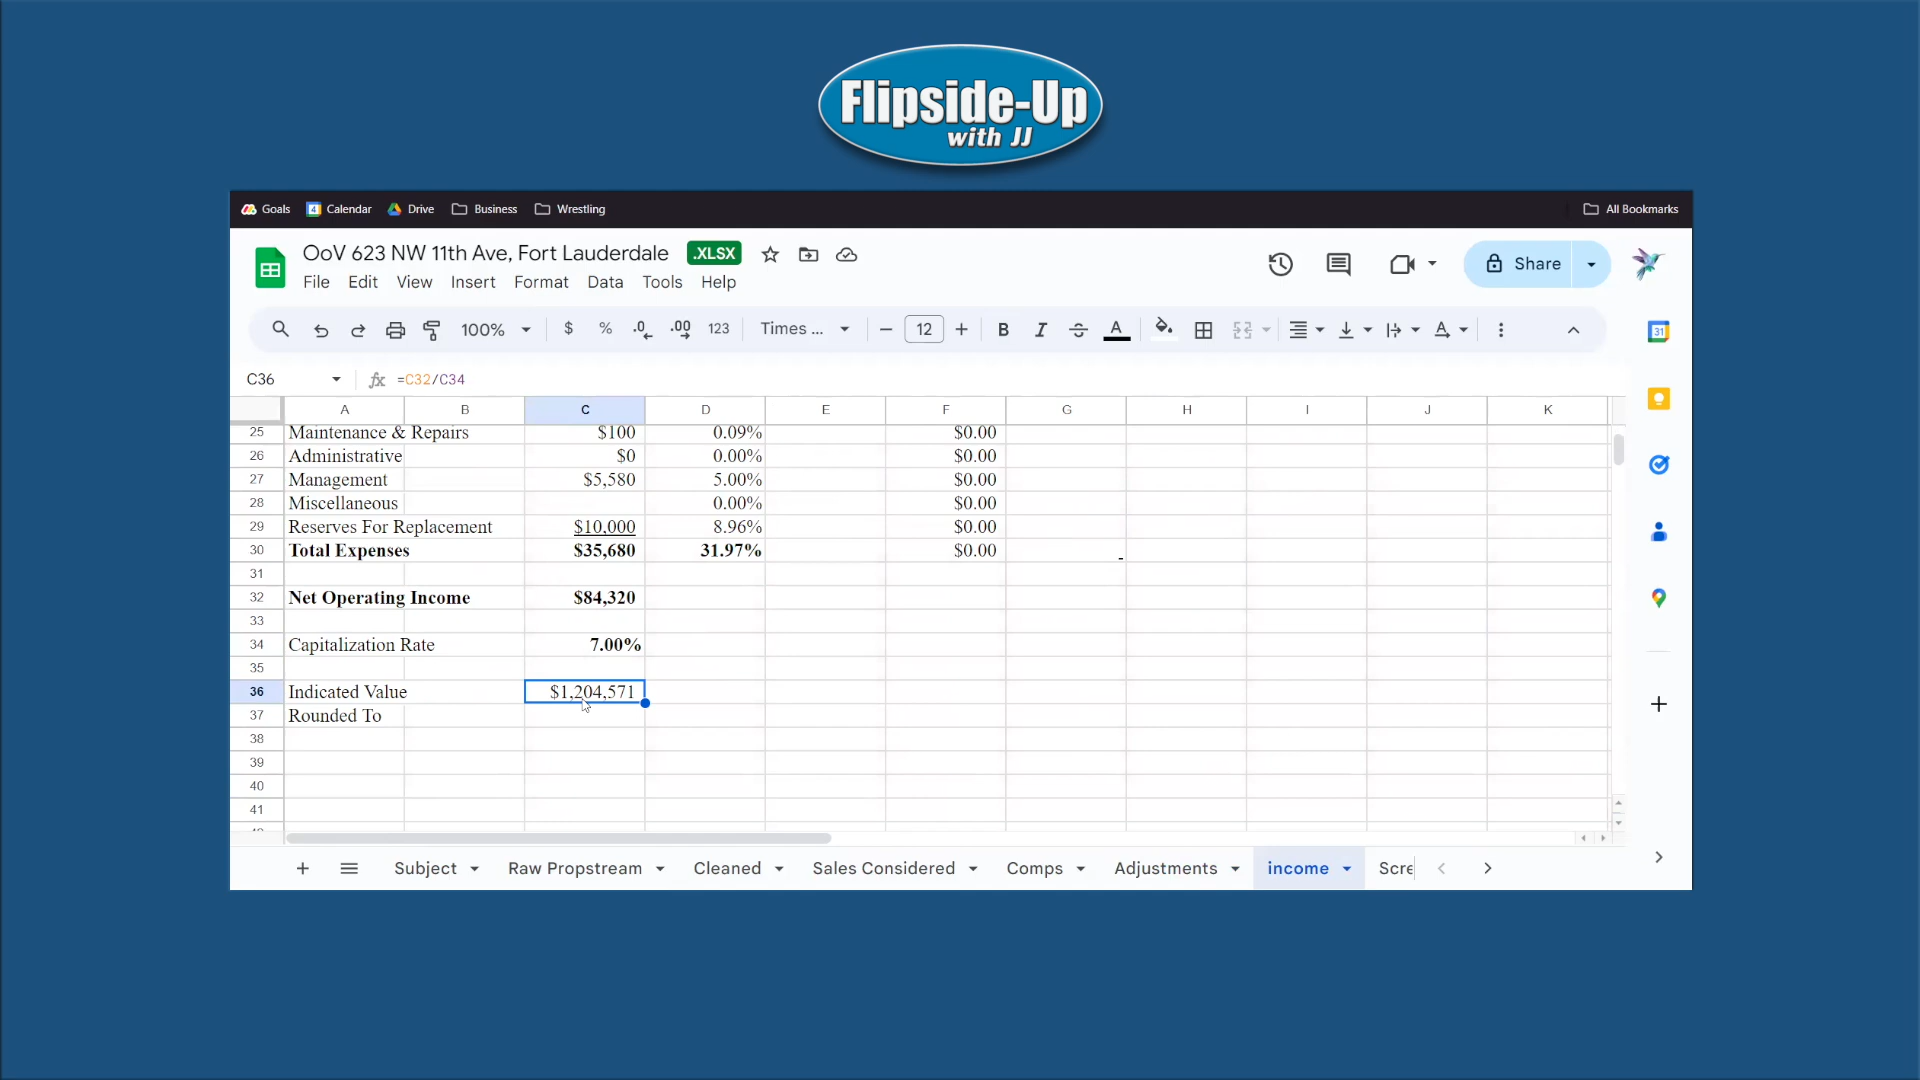 Flipside-Up
with JJ
Goals Calendar Drive Business Wrestling All Bookmarks
OoV 623 NW 11th Ave, Fort Lauderdale .XLSX
File Edit View Insert Format Data Tools Help
Share
100% $ % .0 .00 123 Times ... 12 B I A
C36 fx =C32/C34
A B C D E F G H I J K
25 Maintenance & Repairs $100 0.09% $0.00
26 Administrative $0 0.00% $0.00
27 Management $5,580 5.00% $0.00
28 Miscellaneous 0.00% $0.00
29 Reserves For Replacement $10,000 8.96% $0.00
30 Total Expenses $35,680 31.97% $0.00 -
31
32 Net Operating Income $84,320
33
34 Capitalization Rate 7.00%
35
36 Indicated Value $1,204,571
37 Rounded To
38
39
40
41
Subject Raw Propstream Cleaned Sales Considered Comps Adjustments income Scre